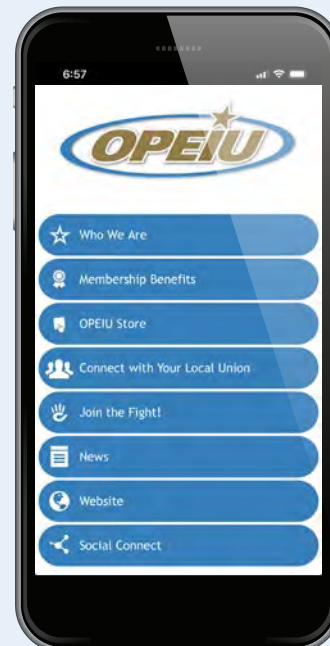 6:57
OPEIU
Who We Are
Membership Benefits
OPEIU Store
Connect with Your Local Union
Join the Fight!
News
Website
Social Connect